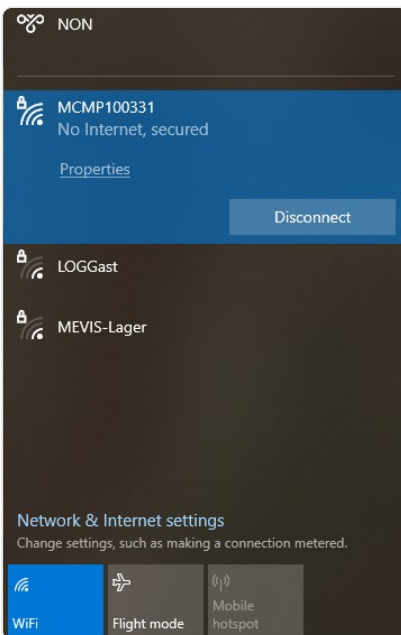 NON
MCMP100331
No Internet, secured
Properties
Disconnect
LOGGast
MEVIS-Lager
Network & Internet settings
Change settings, such as making a connection metered.
WiFi
Flight mode
Mobile
hotspot